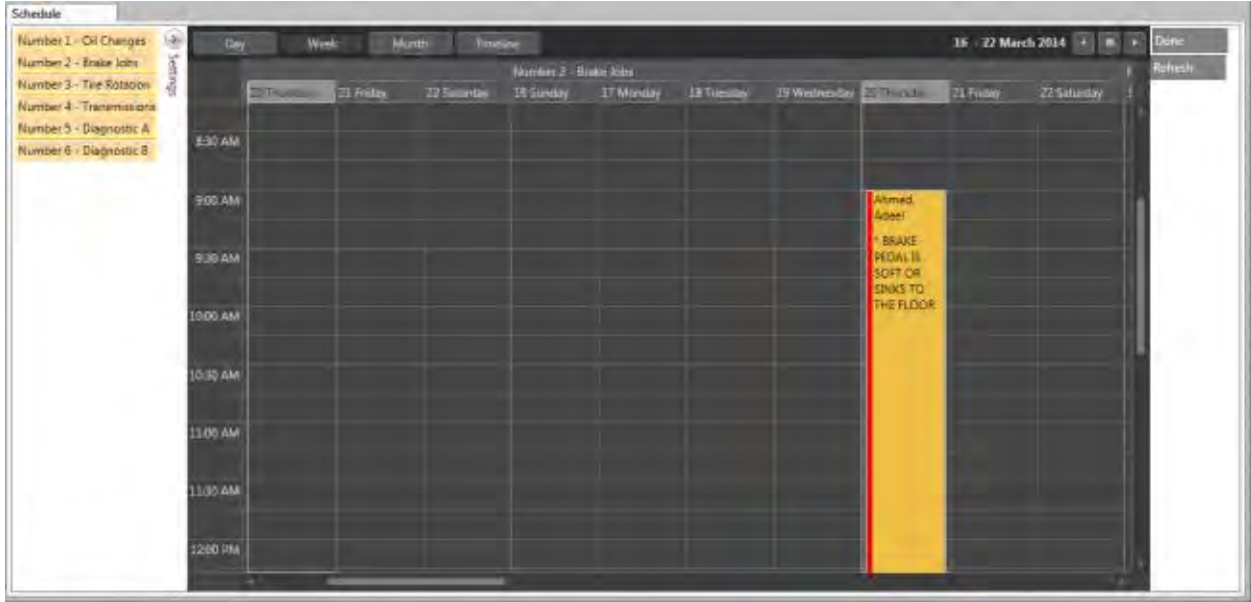 Schedule
Number 1 - Oil Changes
Number 2 - Brake Jobs
Number 3 - Tire Rotation
Number 4 - Transmissions
Number 5 - Diagnostic A
Number 6 - Diagnostic B
Settings
Day Week Month Timeline 16 - 22 March 2014
Done
Refresh
Number 2 - Brake Jobs
20 Thursday 21 Friday 22 Saturday 16 Sunday 17 Monday 18 Tuesday 19 Wednesday 20 Thursday 21 Friday 22 Saturday
8:30 AM
9:00 AM
9:30 AM
10:00 AM
10:30 AM
11:00 AM
11:30 AM
12:00 PM
Ahmed,
Adeel
* BRAKE
PEDAL IS
SOFT OR
SINKS TO
THE FLOOR